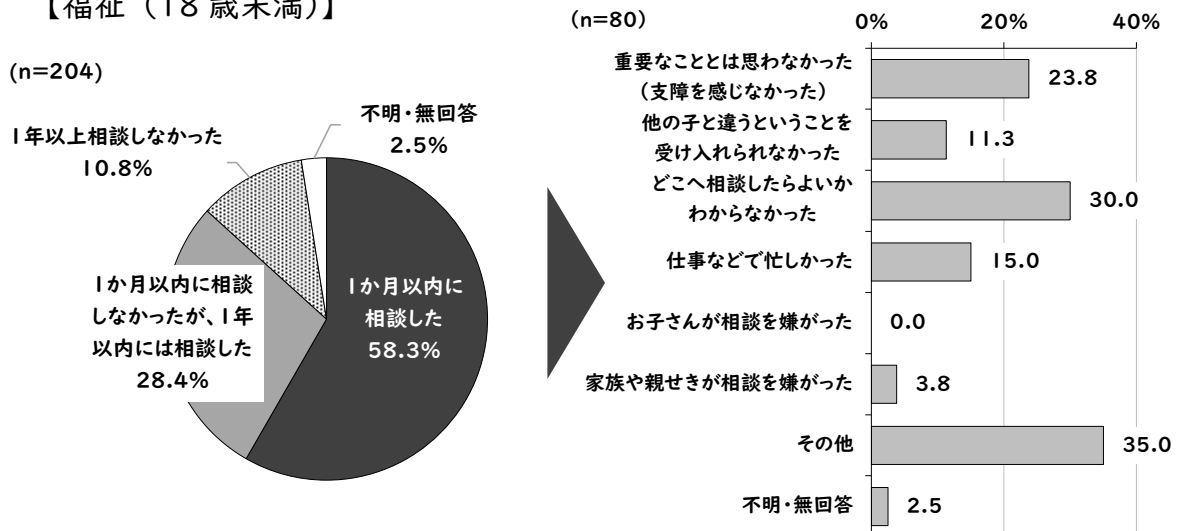 【福祉（18歳未満）】
(n=204)
不明・無回答
2.5%
1年以上相談しなかった
10.8%
1か月以内に相談
しなかったが、1年
以内には相談した
28.4%
1か月以内に
相談した
58.3%
(n=80)
0%
20%
40%
重要なこととは思わなかった
（支障を感じなかった）
23.8
他の子と違うということを
受け入れられなかった
11.3
どこへ相談したらよいか
わからなかった
30.0
仕事などで忙しかった
15.0
お子さんが相談を嫌がった
0.0
家族や親せきが相談を嫌がった
3.8
その他
35.0
不明・無回答
2.5